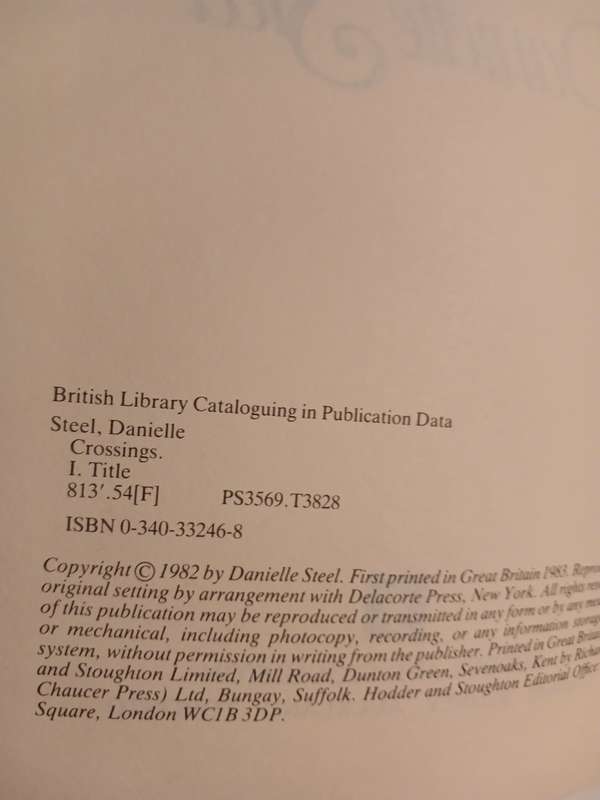 British Library Cataloguing in Publication Data
Steel, Danielle
Crossings.
I. Title
813′.54[F] PS3569.T3828
ISBN 0-340-33246-8
Copyright © 1982 by Danielle Steel. First printed in Great Britain 1983.
original setting by arrangement with Delacorte Press, New York. All rights
of this publication may be reproduced or transmitted in any form or by any
or mechanical, including photocopy, recording, or any information
system, without permission in writing from the publisher. Printed in Great
and Stoughton Limited, Mill Road, Dunton Green, Sevenoaks, Kent by
Chaucer Press) Ltd, Bungay, Suffolk. Hodder and Stoughton Editorial Office
Square, London WC1B 3DP.